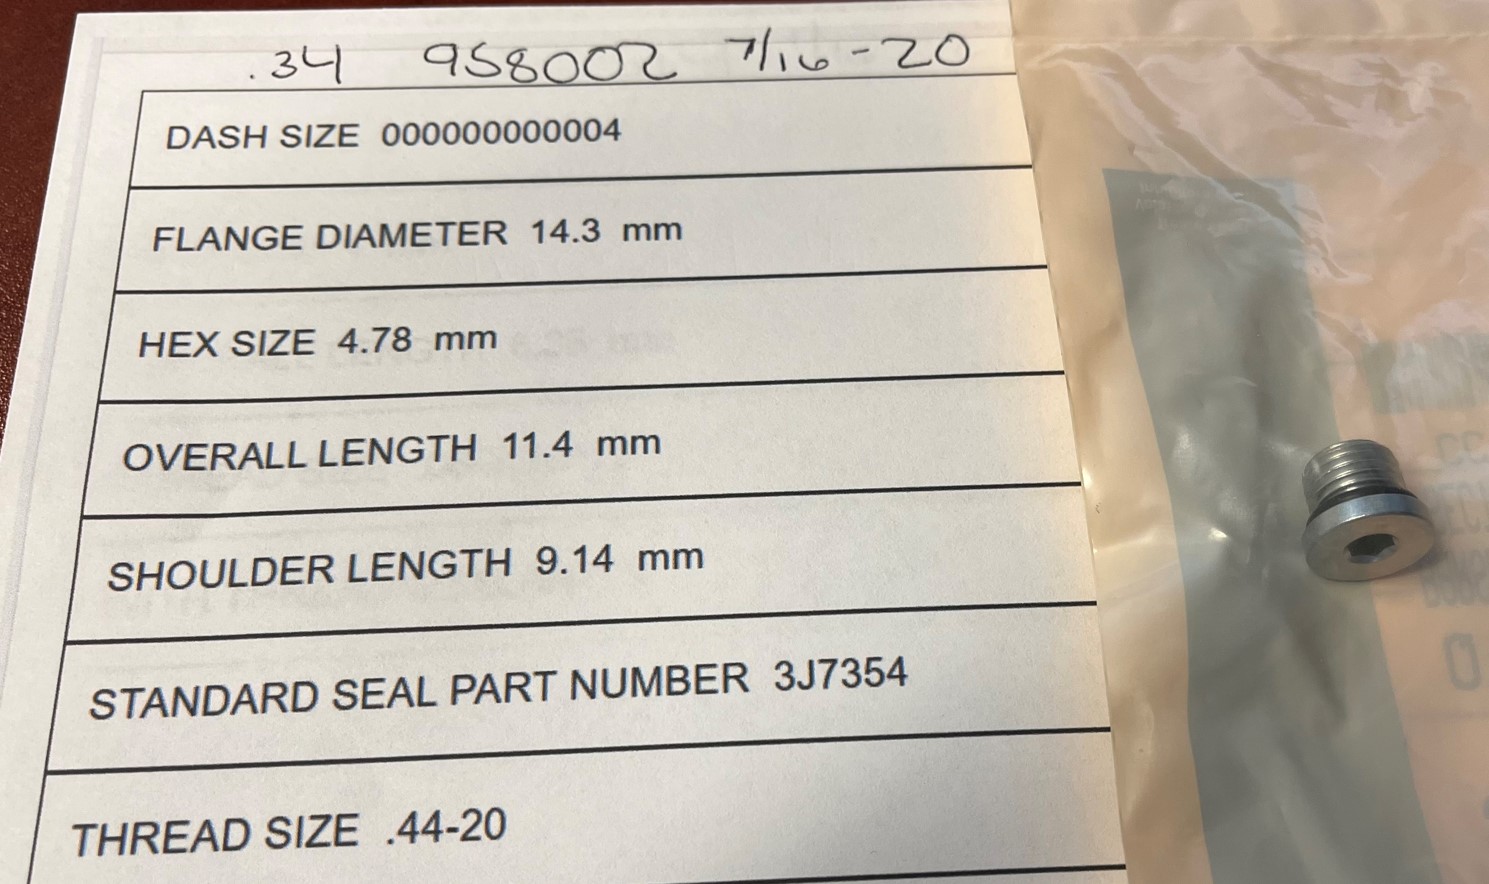 .34 958002 7/16-20
DASH SIZE 000000000004
FLANGE DIAMETER 14.3 mm
HEX SIZE 4.78 mm
OVERALL LENGTH 11.4 mm
SHOULDER LENGTH 9.14 mm
STANDARD SEAL PART NUMBER 3J7354
THREAD SIZE .44-20